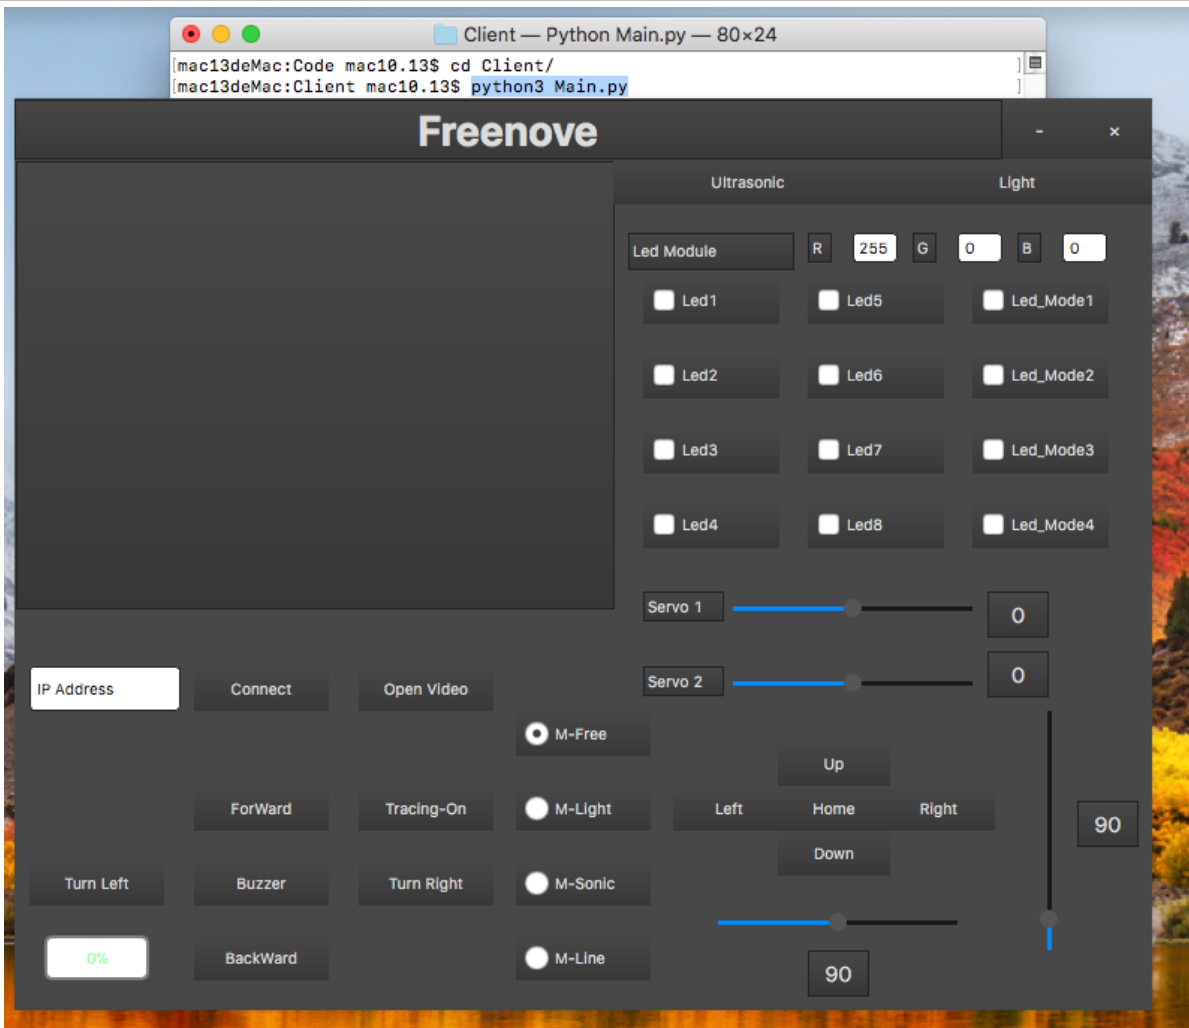 Client — Python Main.py — 80×24
[mac13deMac:Code mac10.13$ cd Client/ ]
[mac13deMac:Client mac10.13$ python3 Main.py ]
Freenove
- ×
Ultrasonic Light
Led Module R 255 G 0 B 0
Led1 Led5 Led_Mode1
Led2 Led6 Led_Mode2
Led3 Led7 Led_Mode3
Led4 Led8 Led_Mode4
Servo 1 0
Servo 2 0
IP Address Connect Open Video
M-Free
Up
ForWard Tracing-On M-Light Left Home Right 90
Down
Turn Left Buzzer Turn Right M-Sonic
0% BackWard M-Line 90